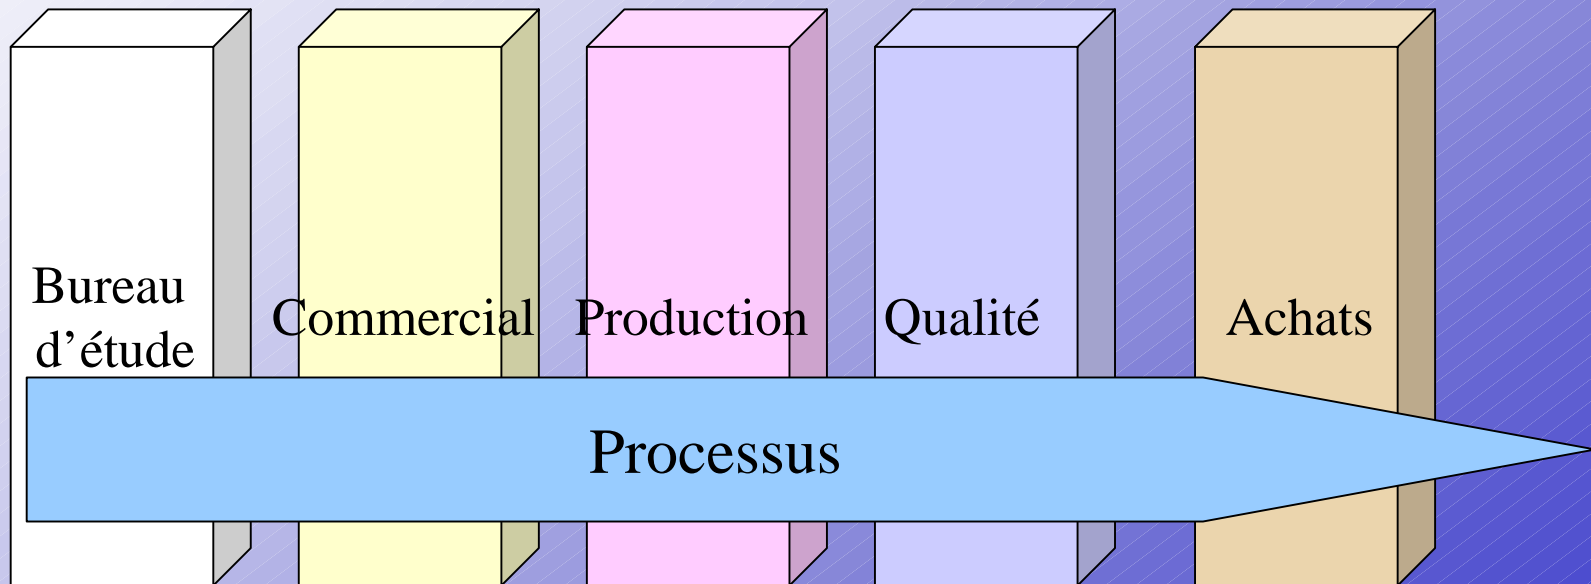 Bureau
d’étude
Commercial
Production
Qualité
Achats
Processus